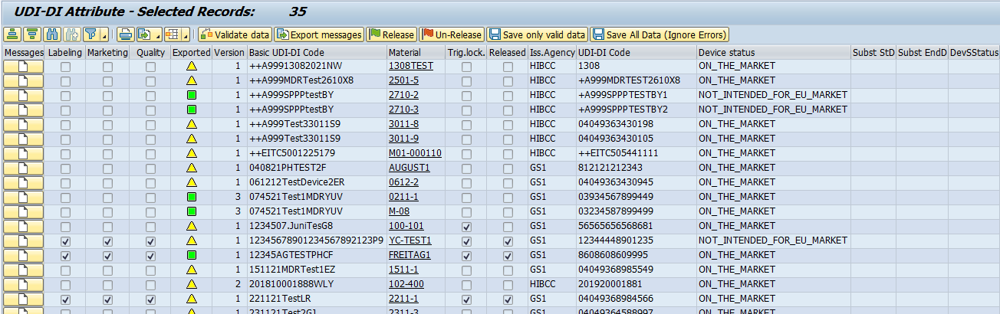 UDI-DI Attribute - Selected Records: 35
Validate data Export messages Release Un-Release Save only valid data Save All Data (Ignore Errors)
Messages Labeling Marketing Quality Exported Version Basic UDI-DI Code Material Trig.lock. Released Iss.Agency UDI-DI Code Device status Subst StD Subst EndD DevSStatus
1 ++A99913082021NW 1308TEST HIBCC 1308 ON_THE_MARKET
1 ++A999MDRTest2610X8 2501-5 HIBCC +A999MDRTEST2610X8 ON_THE_MARKET
1 ++A999SPPPtestBY 2710-2 HIBCC +A999SPPPTESTBY1 NOT_INTENDED_FOR_EU_MARKET
1 ++A999SPPPtestBY 2710-3 HIBCC +A999SPPPTESTBY2 NOT_INTENDED_FOR_EU_MARKET
1 ++A999Test33011S9 3011-8 HIBCC 04049363430198 ON_THE_MARKET
1 ++A999Test33011S9 3011-9 HIBCC 04049363430105 ON_THE_MARKET
1 ++EITC5001225179 M01-000110 HIBCC ++EITC505441111 ON_THE_MARKET
1 040821PHTEST2F AUGUST1 GS1 812121212343 ON_THE_MARKET
1 061212TestDevice2ER 0612-2 GS1 04049363430945 ON_THE_MARKET
3 074521Test1MDRYUV 0211-1 GS1 03934567899449 ON_THE_MARKET
3 074521Test1MDRYUV M-08 GS1 03234587899499 ON_THE_MARKET
1 1234507.JuniTesG8 100-101 GS1 56565656568681 ON_THE_MARKET
1 12345678901234567892123P9 YC-TEST1 GS1 12344448901235 NOT_INTENDED_FOR_EU_MARKET
1 12345AGTESTPHCF FREITAG1 GS1 8608608609995 ON_THE_MARKET
1 151121MDRTest1EZ 1511-1 GS1 04049368985549 ON_THE_MARKET
2 201810001888WLY 102-400 HIBCC 201920001881 ON_THE_MARKET
1 221121TestLR 2211-1 GS1 04049368984566 ON_THE_MARKET
1 231121Test2GJ 2311-3 GS1 04049364588997 ON_THE_MARKET